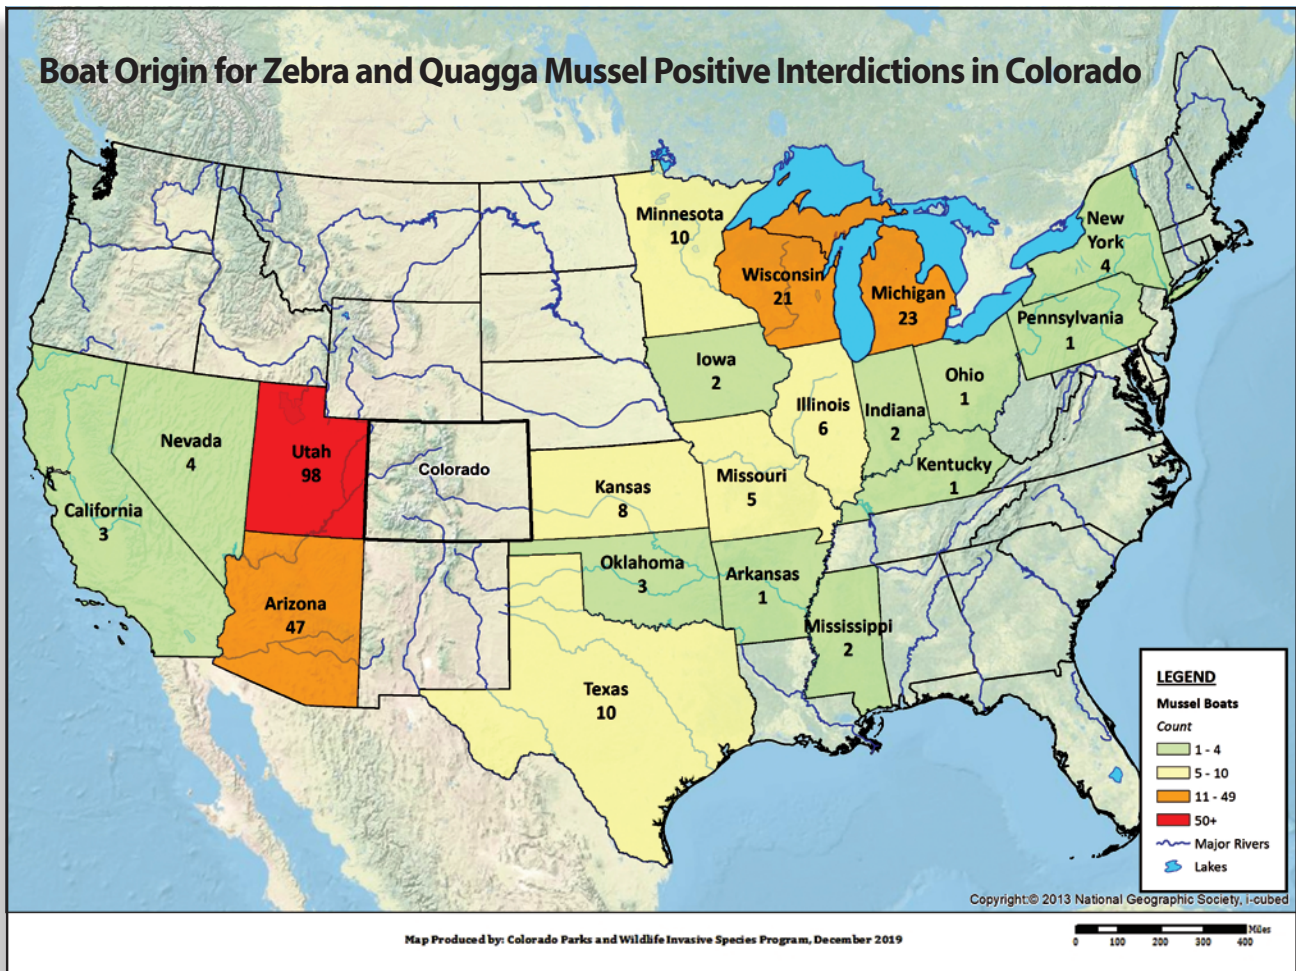 Boat Origin for Zebra and Quagga Mussel Positive Interdictions in Colorado
Minnesota
10
Wisconsin
21
Michigan
23
New
York
4
Pennsylvania
1
Iowa
2
Illinois
6
Indiana
2
Ohio
1
Kentucky
1
Nevada
4
Utah
98
Colorado
California
3
Kansas
8
Missouri
5
Arizona
47
Oklahoma
3
Arkansas
1
Mississippi
2
Texas
10
LEGEND
Mussel Boats
Count
1 - 4
5 - 10
11 - 49
50+
Major Rivers
Lakes
Copyright:© 2013 National Geographic Society, i-cubed
Map Produced by: Colorado Parks and Wildlife Invasive Species Program, December 2019
Miles
0 100 200 300 400